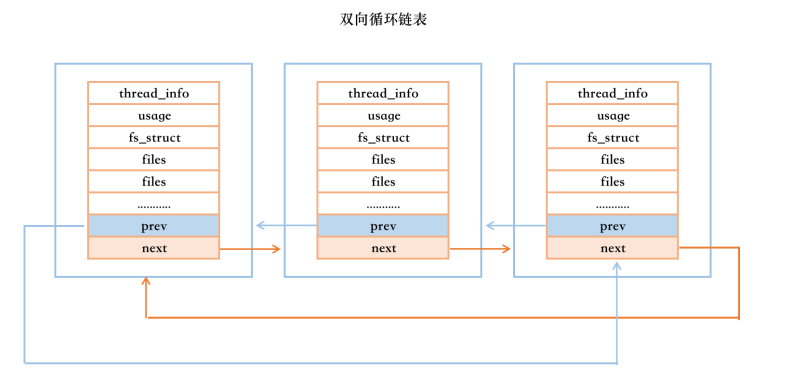 双向循环链表
thread_info
usage
fs_struct
files
files
...........
prev
next
thread_info
usage
fs_struct
files
files
...........
prev
next
thread_info
usage
fs_struct
files
files
...........
prev
next